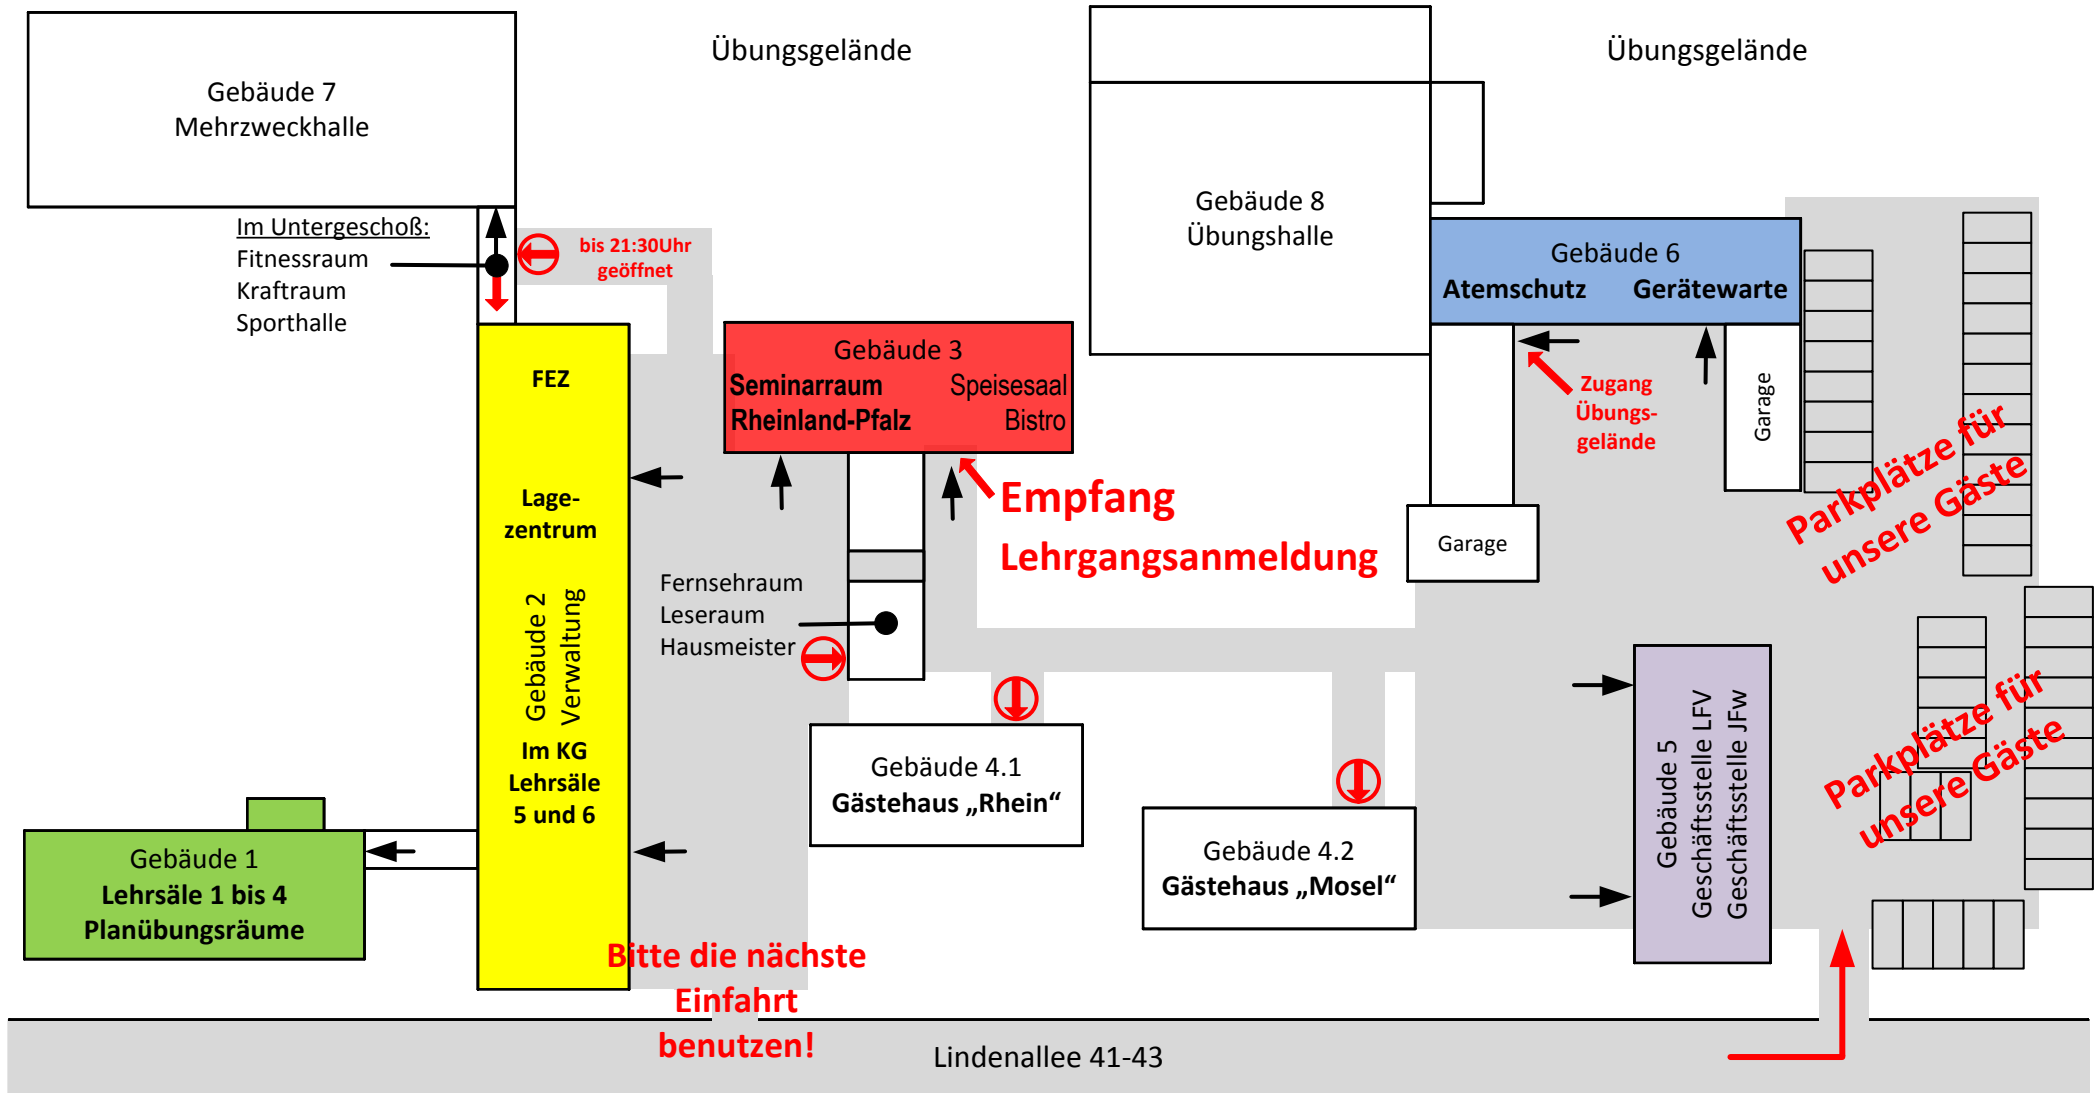 Übungsgelände
Übungsgelände
Gebäude 7
Mehrzweckhalle
Gebäude 8
Übungshalle
Im Untergeschoß:
Fitnessraum
Kraftraum
Sporthalle
bis 21:30Uhr
geöffnet
Gebäude 6
Atemschutz Gerätewarte
Gebäude 3
Seminarraum Speisesaal
Rheinland-Pfalz Bistro
FEZ
Lage-
zentrum
Gebäude 2
Verwaltung
Im KG
Lehrsäle
5 und 6
Zugang
Übungs-
gelände
Garage
Garage
Empfang
Lehrgangsanmeldung
Parkplätze für
unsere Gäste
Fernsehraum
Leseraum
Hausmeister
Gebäude 4.1
Gästehaus „Rhein“
Gebäude 4.2
Gästehaus „Mosel“
Gebäude 5
Geschäftsstelle LFV
Geschäftsstelle JFw
Parkplätze für
unsere Gäste
Gebäude 1
Lehrsäle 1 bis 4
Planübungsräume
Bitte die nächste
Einfahrt
benutzen!
Lindenallee 41-43